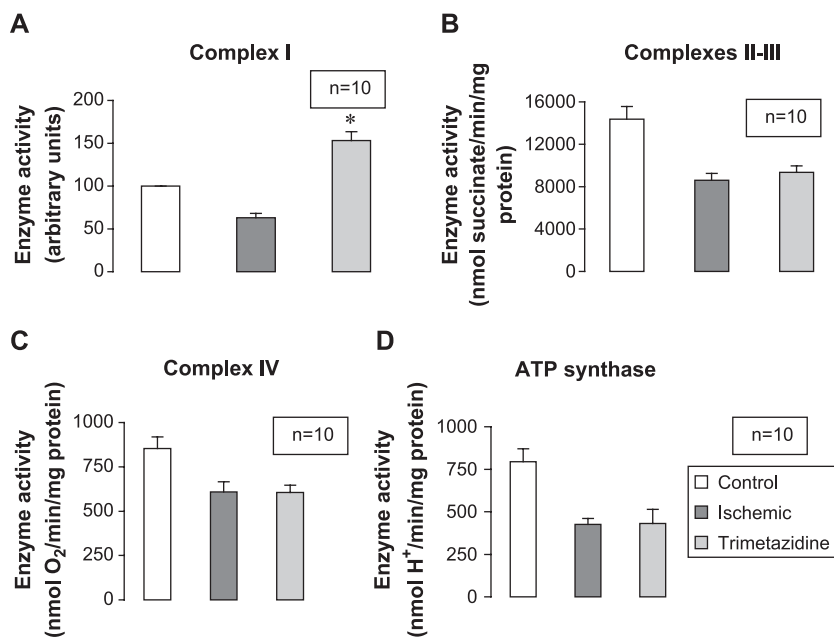 A
Complex I
n=10
*
Enzyme activity
(arbitrary units)
200
150
100
50
0
B
Complexes II-III
n=10
Enzyme activity
(nmol succinate/min/mg
protein)
16000
12000
8000
4000
0
C
Complex IV
n=10
Enzyme activity
(nmol O₂/min/mg protein)
1000
750
500
250
0
D
ATP synthase
n=10
Enzyme activity
(nmol H⁺/min/mg protein)
1000
750
500
250
0
Control
Ischemic
Trimetazidine